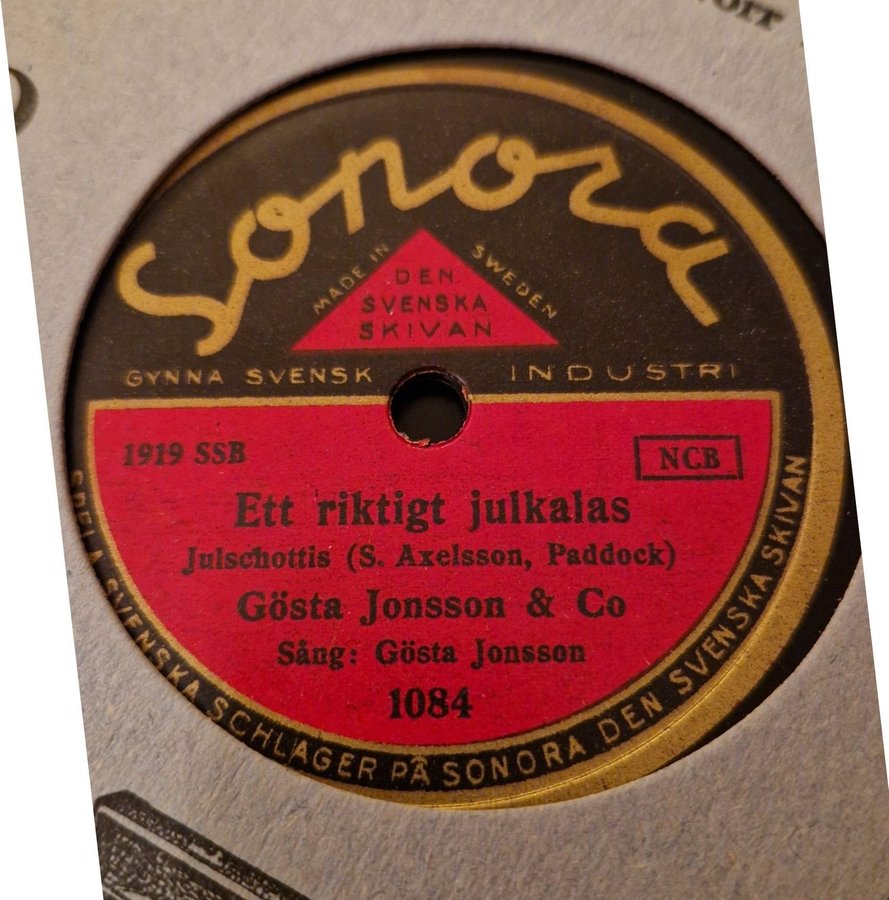 Sonora
MADE IN SWEDEN
DEN
SVENSKA
SKIVAN
GYNNA SVENSK INDUSTRI
1919 SSB
NCB
Ett riktigt julkalas
Julschottis (S. Axelsson, Paddock)
Gösta Jonsson & Co
Sång: Gösta Jonsson
1084
SPELA SVENSKA SCHLAGER PÅ SONORA DEN SVENSKA SKIVAN